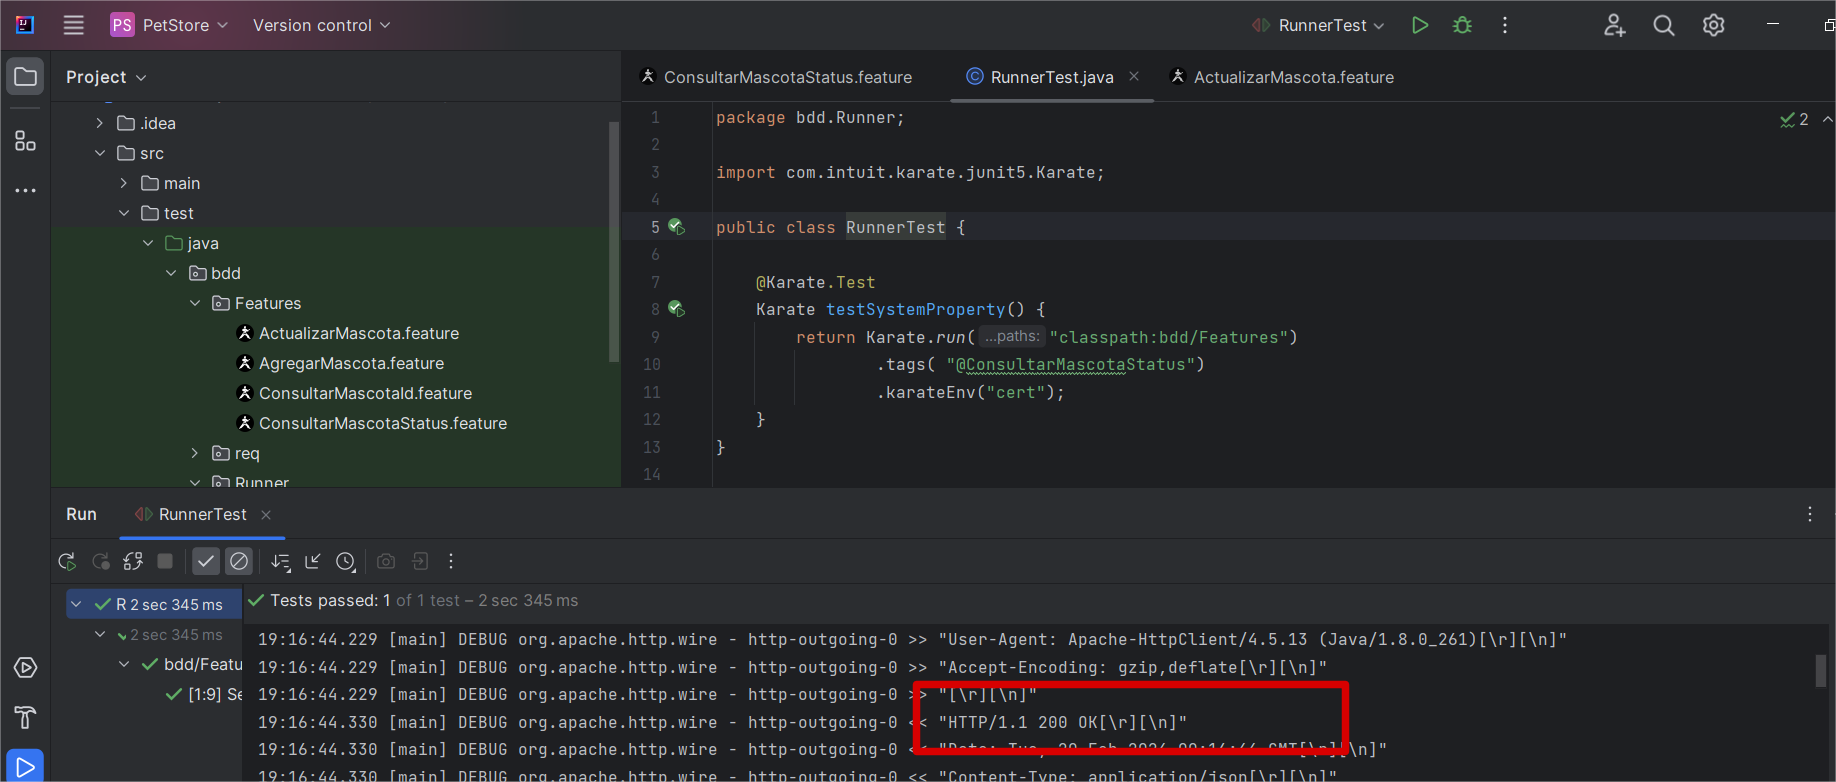 PS PetStore Version control RunnerTest
Project
ConsultarMascotaStatus.feature RunnerTest.java ActualizarMascota.feature
.idea
src
main
test
java
bdd
Features
ActualizarMascota.feature
AgregarMascota.feature
ConsultarMascotaId.feature
ConsultarMascotaStatus.feature
req
Runner
1 package bdd.Runner;
2
3 import com.intuit.karate.junit5.Karate;
4
5 public class RunnerTest {
6
7 @Karate.Test
8 Karate testSystemProperty() {
9 return Karate.run( ...paths: "classpath:bdd/Features")
10 .tags( "@ConsultarMascotaStatus")
11 .karateEnv("cert");
12 }
13 }
14
2
Run RunnerTest
R 2 sec 345 ms
2 sec 345 ms
bdd/Featu
[1:9] Se
Tests passed: 1 of 1 test – 2 sec 345 ms
19:16:44.229 [main] DEBUG org.apache.http.wire - http-outgoing-0 >> "User-Agent: Apache-HttpClient/4.5.13 (Java/1.8.0_261)[\r][\n]"
19:16:44.229 [main] DEBUG org.apache.http.wire - http-outgoing-0 >> "Accept-Encoding: gzip,deflate[\r][\n]"
19:16:44.229 [main] DEBUG org.apache.http.wire - http-outgoing-0 >> "[\r][\n]"
19:16:44.330 [main] DEBUG org.apache.http.wire - http-outgoing-0 << "HTTP/1.1 200 OK[\r][\n]"
19:16:44.330 [main] DEBUG org.apache.http.wire - http-outgoing-0 << "Date: Tue, 20 Feb 2024 00:16:44 GMT[\r][\n]"
19:16:44.330 [main] DEBUG org.apache.http.wire - http-outgoing-0 << "Content-Type: application/json[\r][\n]"